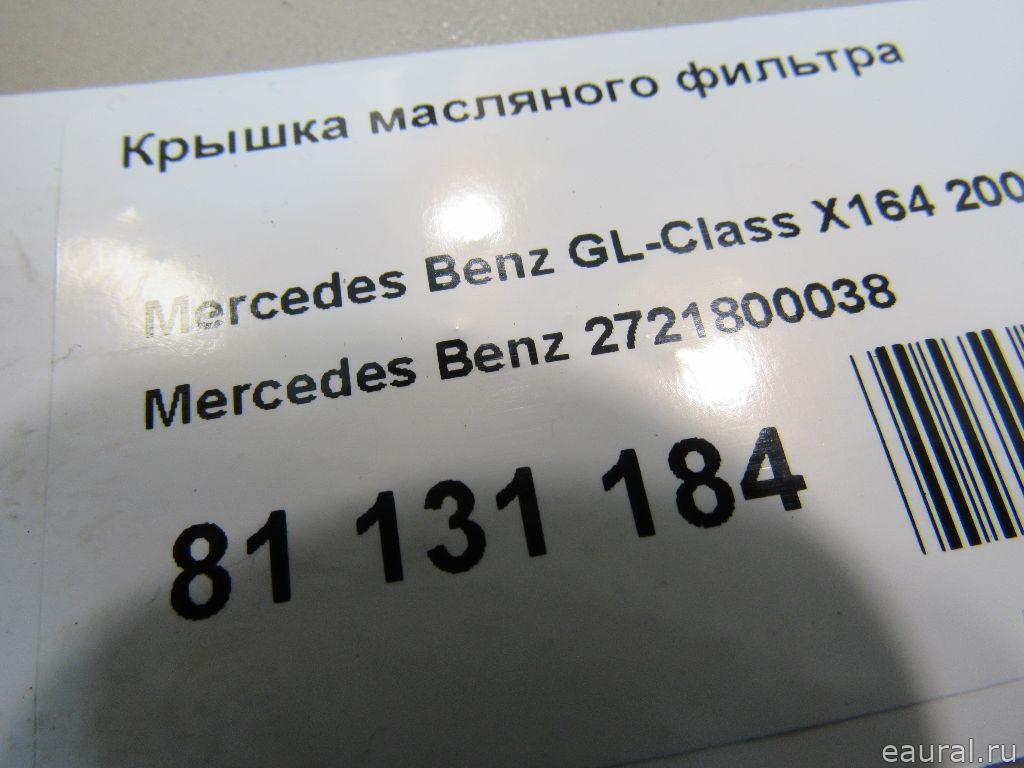 Крышка масляного фильтра
Mercedes Benz GL-Class X164 200
Mercedes Benz 2721800038
81 131 184
eaural.ru